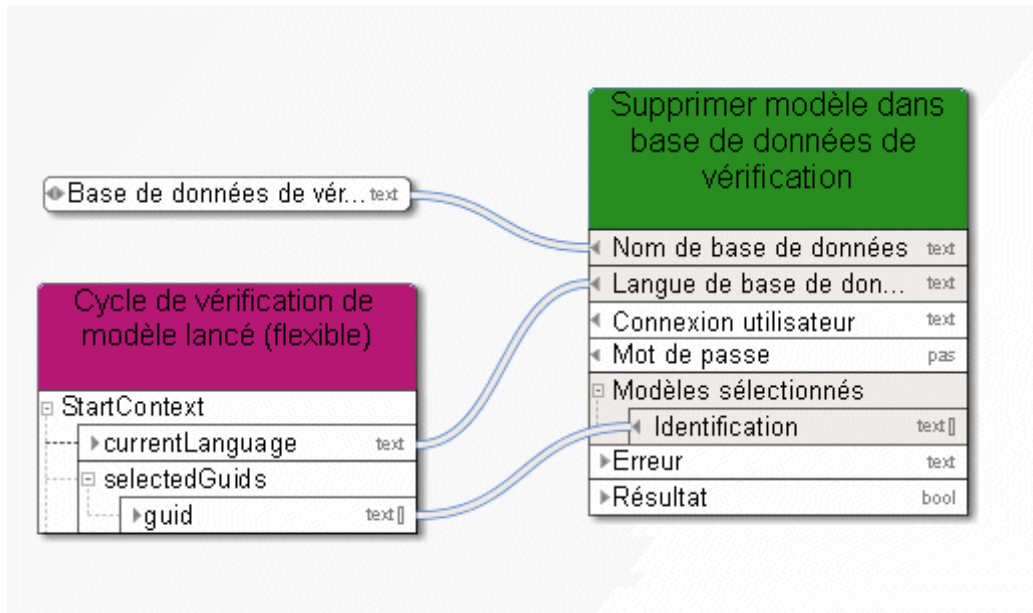 Base de données de vér... text
Cycle de vérification de
modèle lancé (flexible)
StartContext
currentLanguage text
selectedGuids
guid text[]
Supprimer modèle dans
base de données de
vérification
Nom de base de données text
Langue de base de don... text
Connexion utilisateur text
Mot de passe pas
Modèles sélectionnés
Identification text[]
Erreur text
Résultat bool